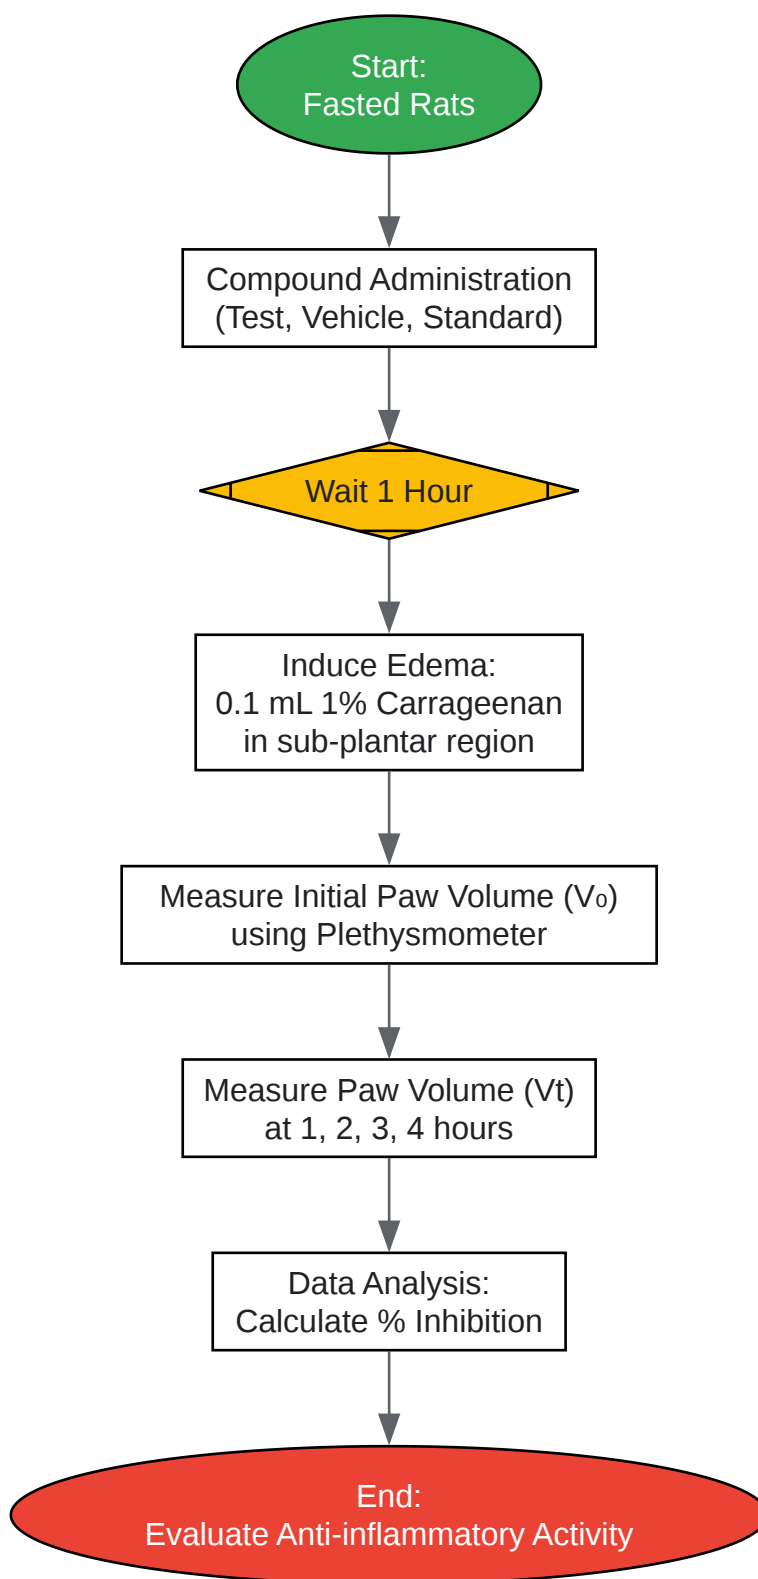 Start:
Fasted Rats
Compound Administration
(Test, Vehicle, Standard)
Wait 1 Hour
Induce Edema:
0.1 mL 1% Carrageenan
in sub-plantar region
Measure Initial Paw Volume (V₀)
using Plethysmometer
Measure Paw Volume (Vt)
at 1, 2, 3, 4 hours
Data Analysis:
Calculate % Inhibition
End:
Evaluate Anti-inflammatory Activity